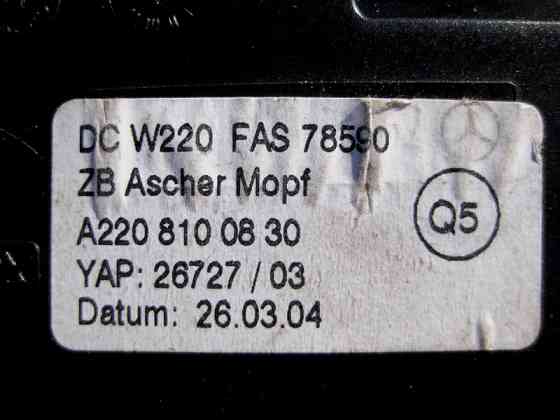 DC W220 FAS 78590
ZB Ascher Mopf
A220 810 08 30
Q5
YAP: 26727 / 03
Datum: 26.03.04